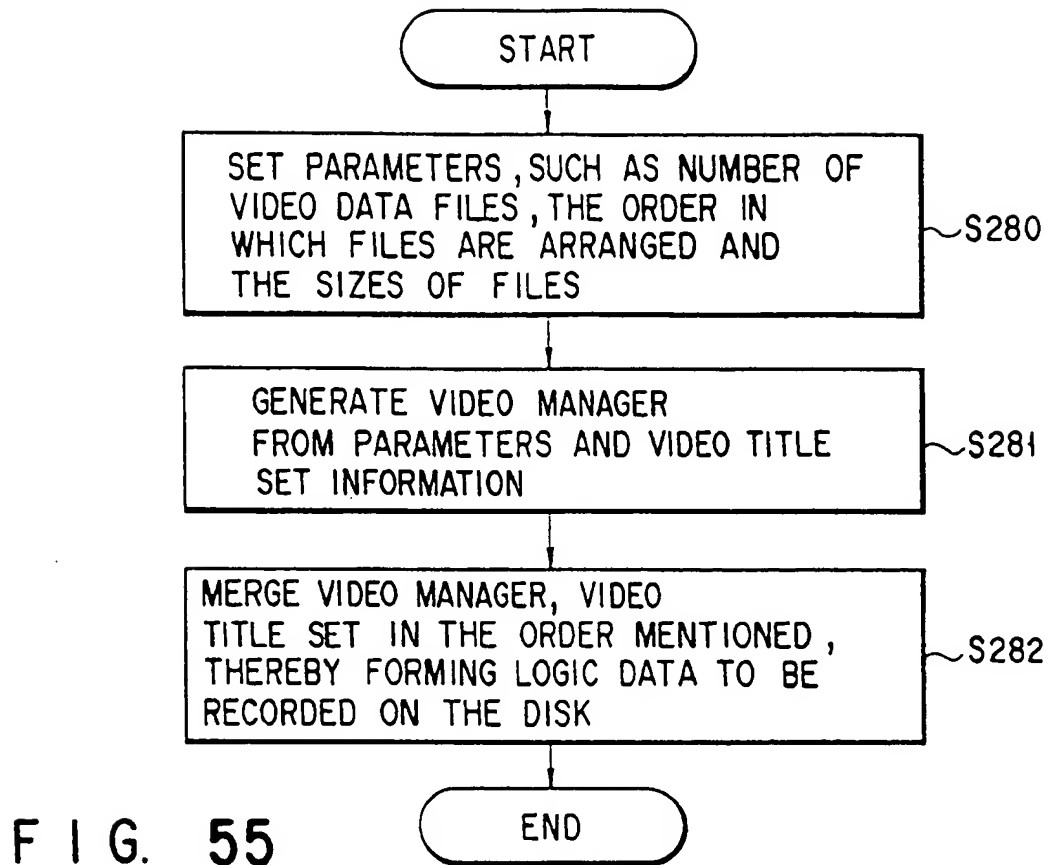 START
SET PARAMETERS, SUCH AS NUMBER OF
VIDEO DATA FILES, THE ORDER IN
WHICH FILES ARE ARRANGED AND
THE SIZES OF FILES
S280
GENERATE VIDEO MANAGER
FROM PARAMETERS AND VIDEO TITLE
SET INFORMATION
S281
MERGE VIDEO MANAGER, VIDEO
TITLE SET IN THE ORDER MENTIONED,
THEREBY FORMING LOGIC DATA TO BE
RECORDED ON THE DISK
S282
END
FIG. 55